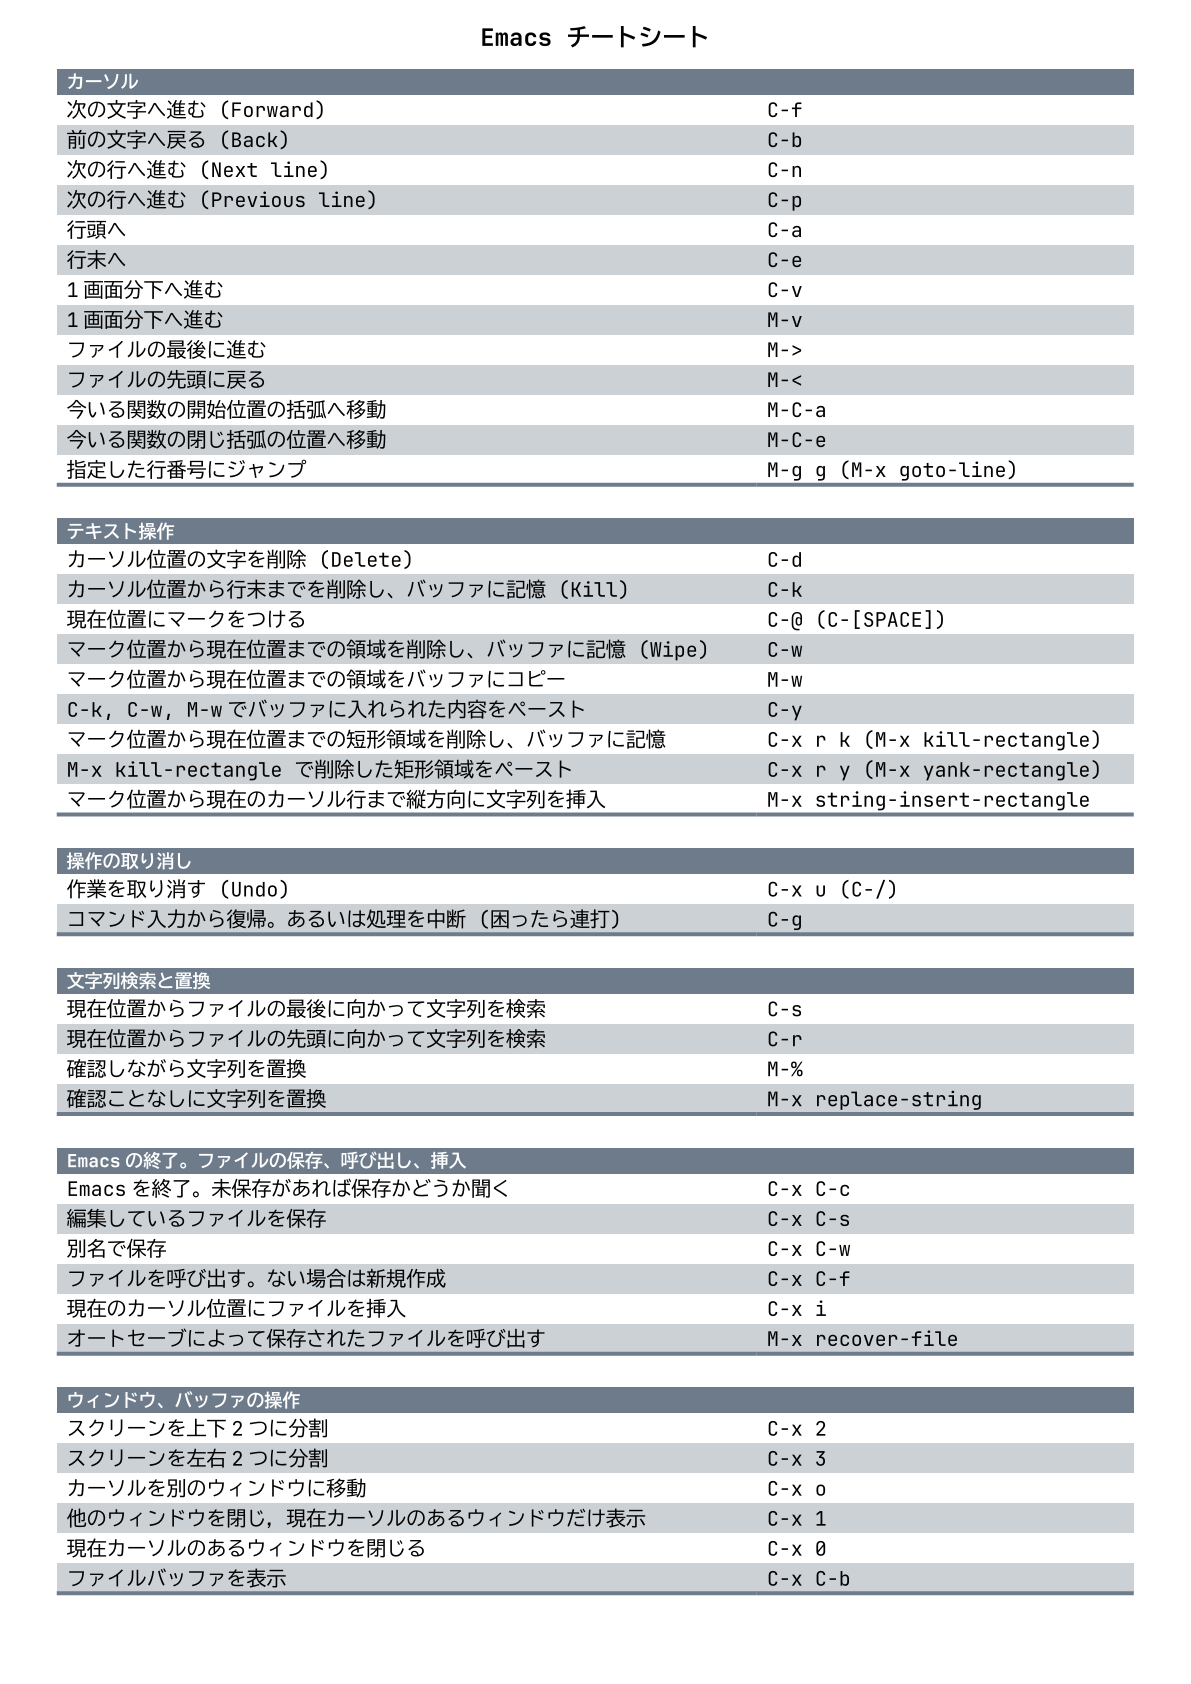 Emacs チートシート
カーソル
次の文字へ進む (Forward) C-f
前の文字へ戻る (Back) C-b
次の行へ進む (Next line) C-n
次の行へ進む (Previous line) C-p
行頭へ C-a
行末へ C-e
1 画面分下へ進む C-v
1 画面分下へ進む M-v
ファイルの最後に進む M->
ファイルの先頭に戻る M-<
今いる関数の開始位置の括弧へ移動 M-C-a
今いる関数の閉じ括弧の位置へ移動 M-C-e
指定した行番号にジャンプ M-g g (M-x goto-line)
テキスト操作
カーソル位置の文字を削除 (Delete) C-d
カーソル位置から行末までを削除し、バッファに記憶 (Kill) C-k
現在位置にマークをつける C-@ (C-[SPACE])
マーク位置から現在位置までの領域を削除し、バッファに記憶 (Wipe) C-w
マーク位置から現在位置までの領域をバッファにコピー M-w
C-k, C-w, M-w でバッファに入れられた内容をペースト C-y
マーク位置から現在位置までの短形領域を削除し、バッファに記憶 C-x r k (M-x kill-rectangle)
M-x kill-rectangle で削除した矩形領域をペースト C-x r y (M-x yank-rectangle)
マーク位置から現在のカーソル行まで縦方向に文字列を挿入 M-x string-insert-rectangle
操作の取り消し
作業を取り消す (Undo) C-x u (C-/)
コマンド入力から復帰。あるいは処理を中断 (困ったら連打) C-g
文字列検索と置換
現在位置からファイルの最後に向かって文字列を検索 C-s
現在位置からファイルの先頭に向かって文字列を検索 C-r
確認しながら文字列を置換 M-%
確認ことなしに文字列を置換 M-x replace-string
Emacs の終了。ファイルの保存、呼び出し、挿入
Emacs を終了。未保存があれば保存かどうか聞く C-x C-c
編集しているファイルを保存 C-x C-s
別名で保存 C-x C-w
ファイルを呼び出す。ない場合は新規作成 C-x C-f
現在のカーソル位置にファイルを挿入 C-x i
オートセーブによって保存されたファイルを呼び出す M-x recover-file
ウィンドウ、バッファの操作
スクリーンを上下 2 つに分割 C-x 2
スクリーンを左右 2 つに分割 C-x 3
カーソルを別のウィンドウに移動 C-x o
他のウィンドウを閉じ，現在カーソルのあるウィンドウだけ表示 C-x 1
現在カーソルのあるウィンドウを閉じる C-x 0
ファイルバッファを表示 C-x C-b